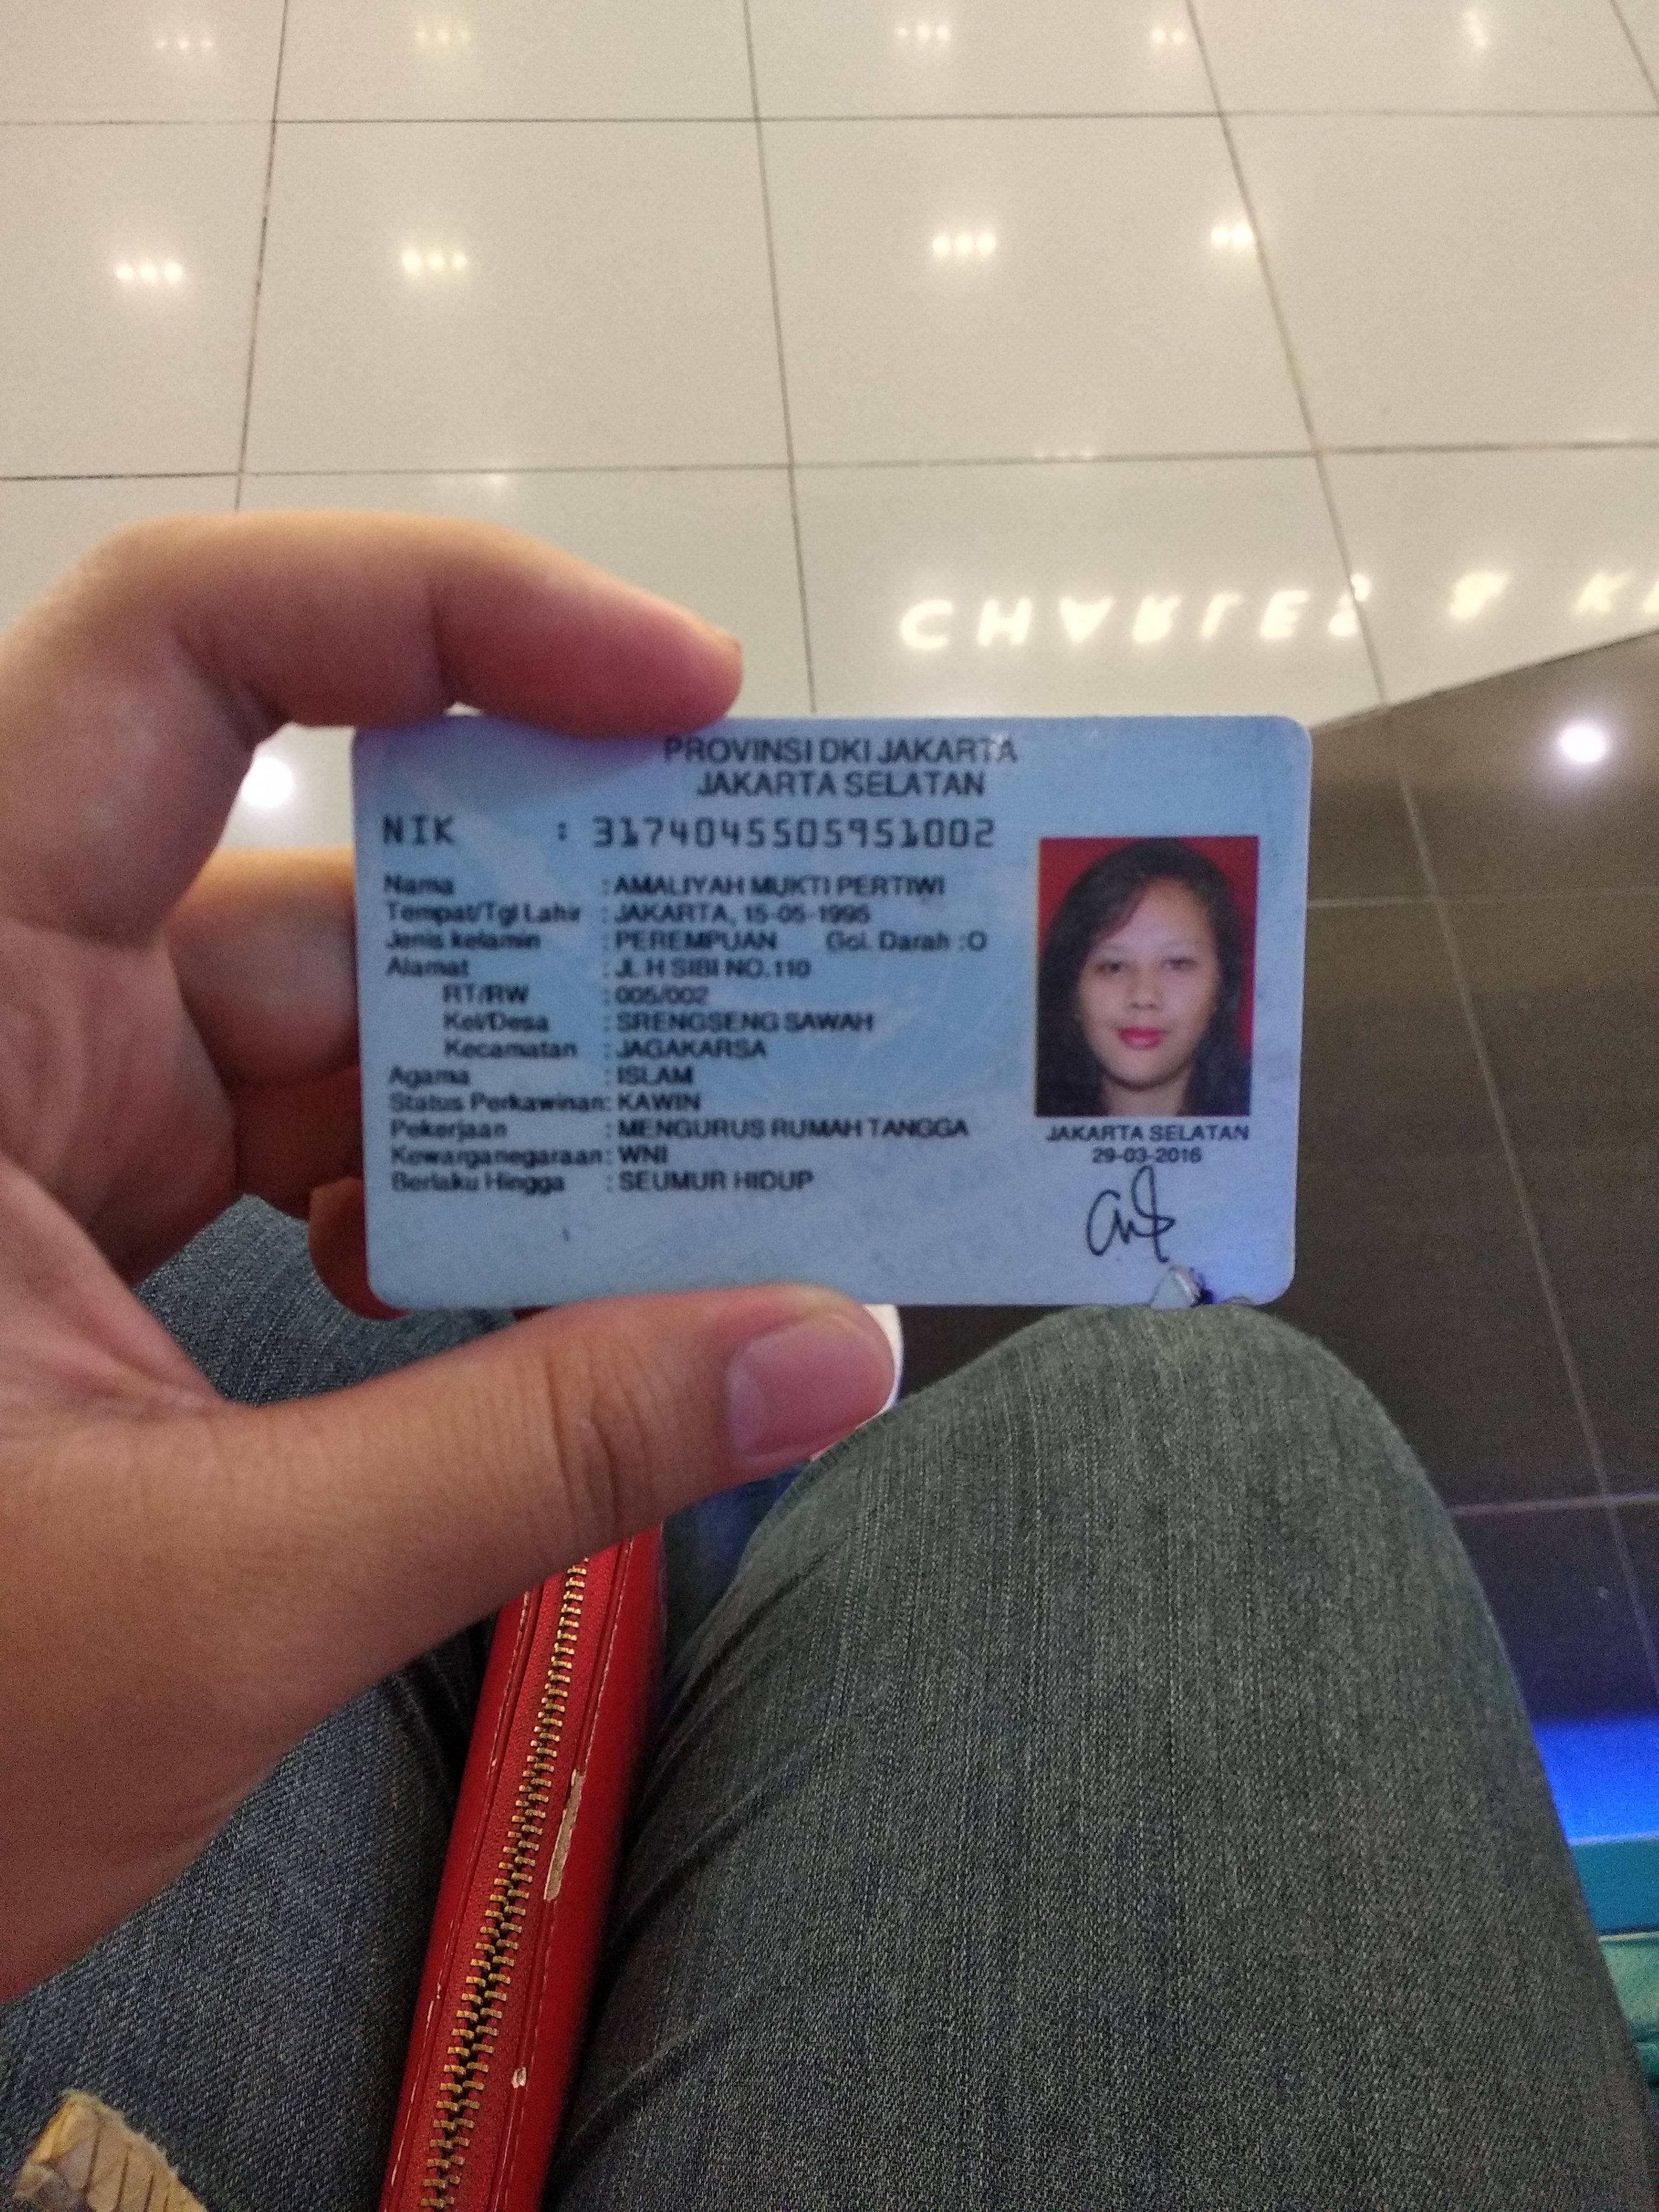 CHARLES & KE
PROVINSI DKI JAKARTA
JAKARTA SELATAN
NIK : 3174045505951002
Nama : AMALIYAH MUKTI PERTIWI
Tempat/Tgl Lahir : JAKARTA, 15-05-1995
Jenis kelamin : PEREMPUAN Gol. Darah :O
Alamat : JL H SIBI NO.110
RT/RW : 005/002
Kel/Desa : SRENGSENG SAWAH
Kecamatan : JAGAKARSA
Agama : ISLAM
Status Perkawinan: KAWIN
Pekerjaan : MENGURUS RUMAH TANGGA
Kewarganegaraan: WNI
Berlaku Hingga : SEUMUR HIDUP
JAKARTA SELATAN
29-03-2016